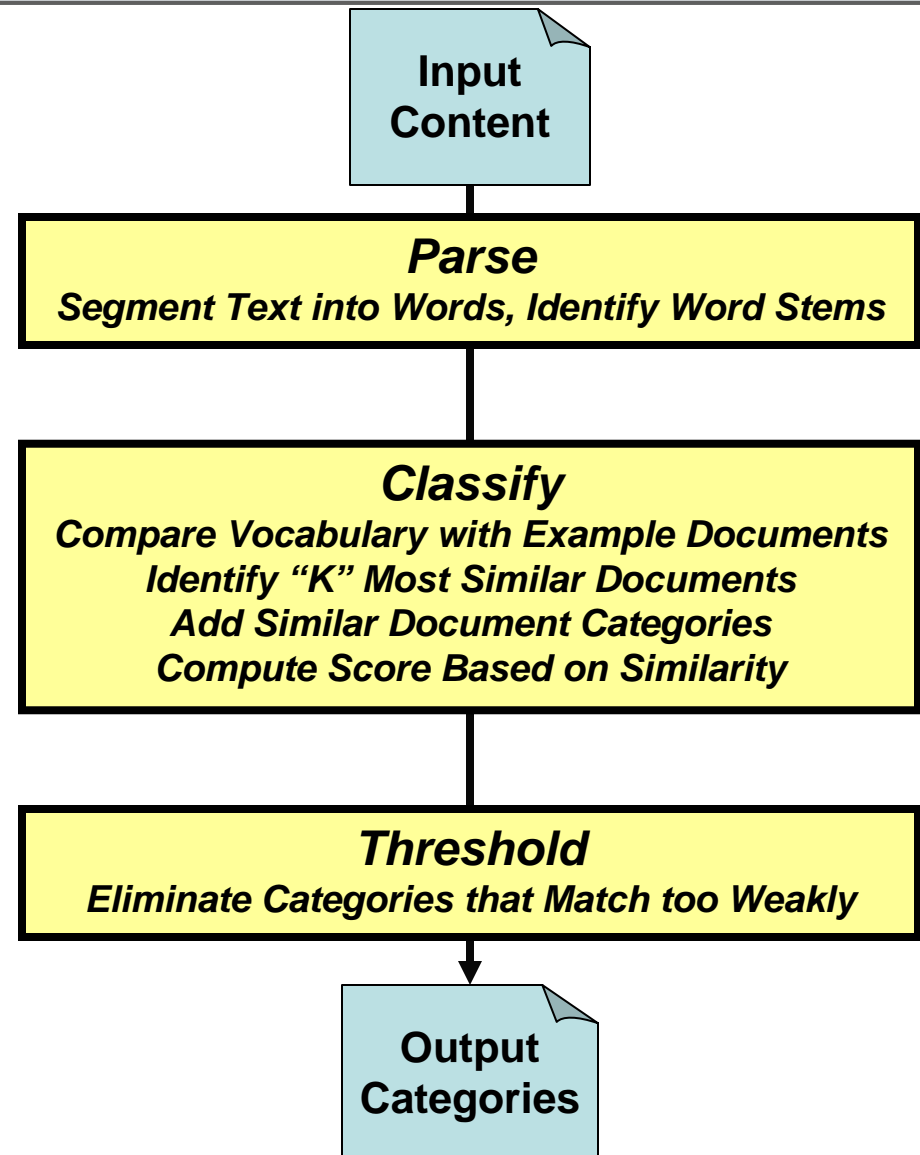 Input
Content
Parse
Segment Text into Words, Identify Word Stems
Classify
Compare Vocabulary with Example Documents
Identify “K” Most Similar Documents
Add Similar Document Categories
Compute Score Based on Similarity
Threshold
Eliminate Categories that Match too Weakly
Output
Categories